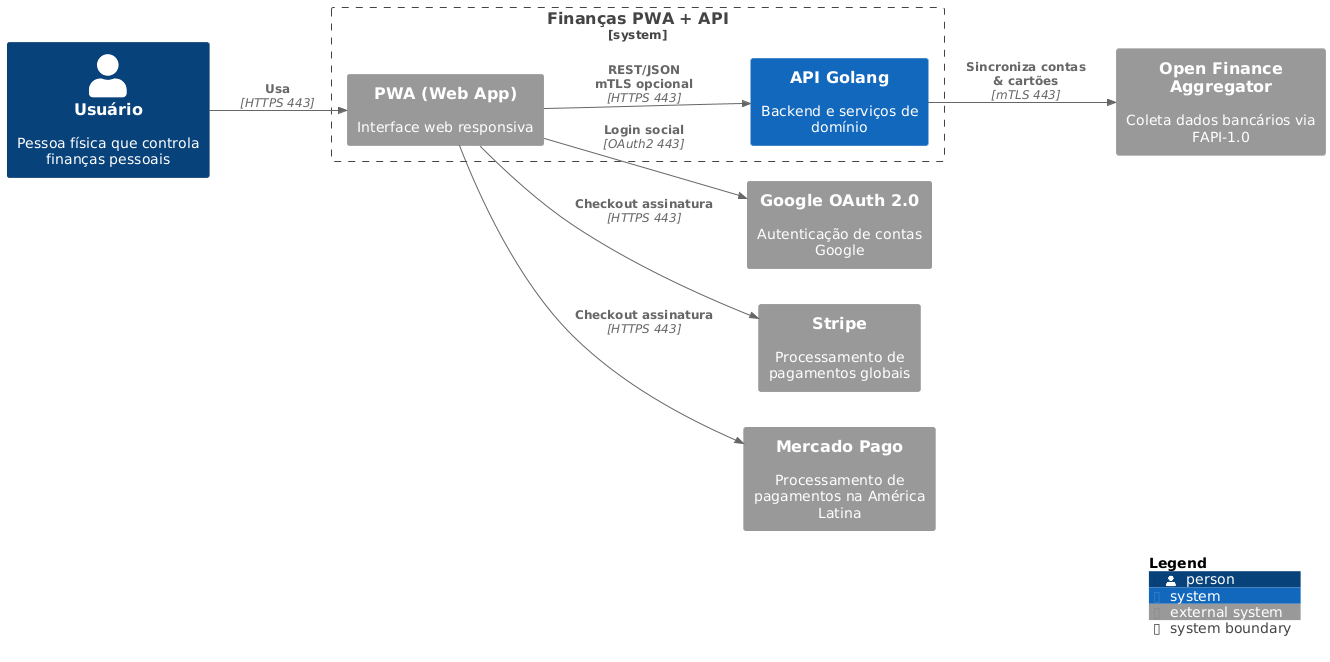 Finanças PWA + API
[system]
Usuário
Pessoa física que controla
finanças pessoais
Usa
[HTTPS 443]
PWA (Web App)
Interface web responsiva
REST/JSON
mTLS opcional
[HTTPS 443]
API Golang
Backend e serviços de
domínio
Sincroniza contas
& cartões
[mTLS 443]
Open Finance
Aggregator
Coleta dados bancários via
FAPI-1.0
Login social
[OAuth2 443]
Google OAuth 2.0
Autenticação de contas
Google
Checkout assinatura
[HTTPS 443]
Stripe
Processamento de
pagamentos globais
Checkout assinatura
[HTTPS 443]
Mercado Pago
Processamento de
pagamentos na América
Latina
Legend
person
system
external system
system boundary